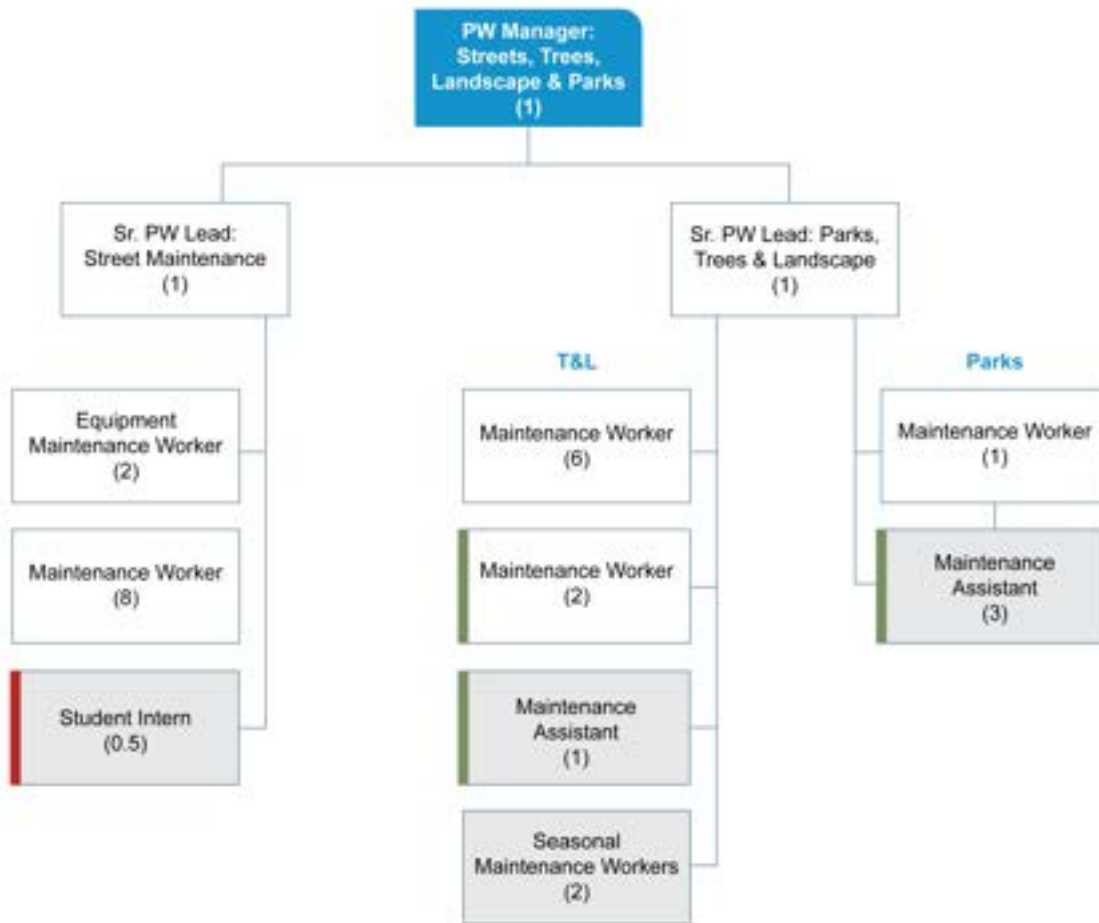 PW Manager:
Streets, Trees,
Landscape & Parks
(1)
Sr. PW Lead:
Street Maintenance
(1)
Sr. PW Lead: Parks,
Trees & Landscape
(1)
Equipment
Maintenance Worker
(2)
Maintenance Worker
(8)
Student Intern
(0.5)
T&L
Maintenance Worker
(6)
Maintenance Worker
(2)
Maintenance
Assistant
(1)
Seasonal
Maintenance Workers
(2)
Parks
Maintenance Worker
(1)
Maintenance
Assistant
(3)